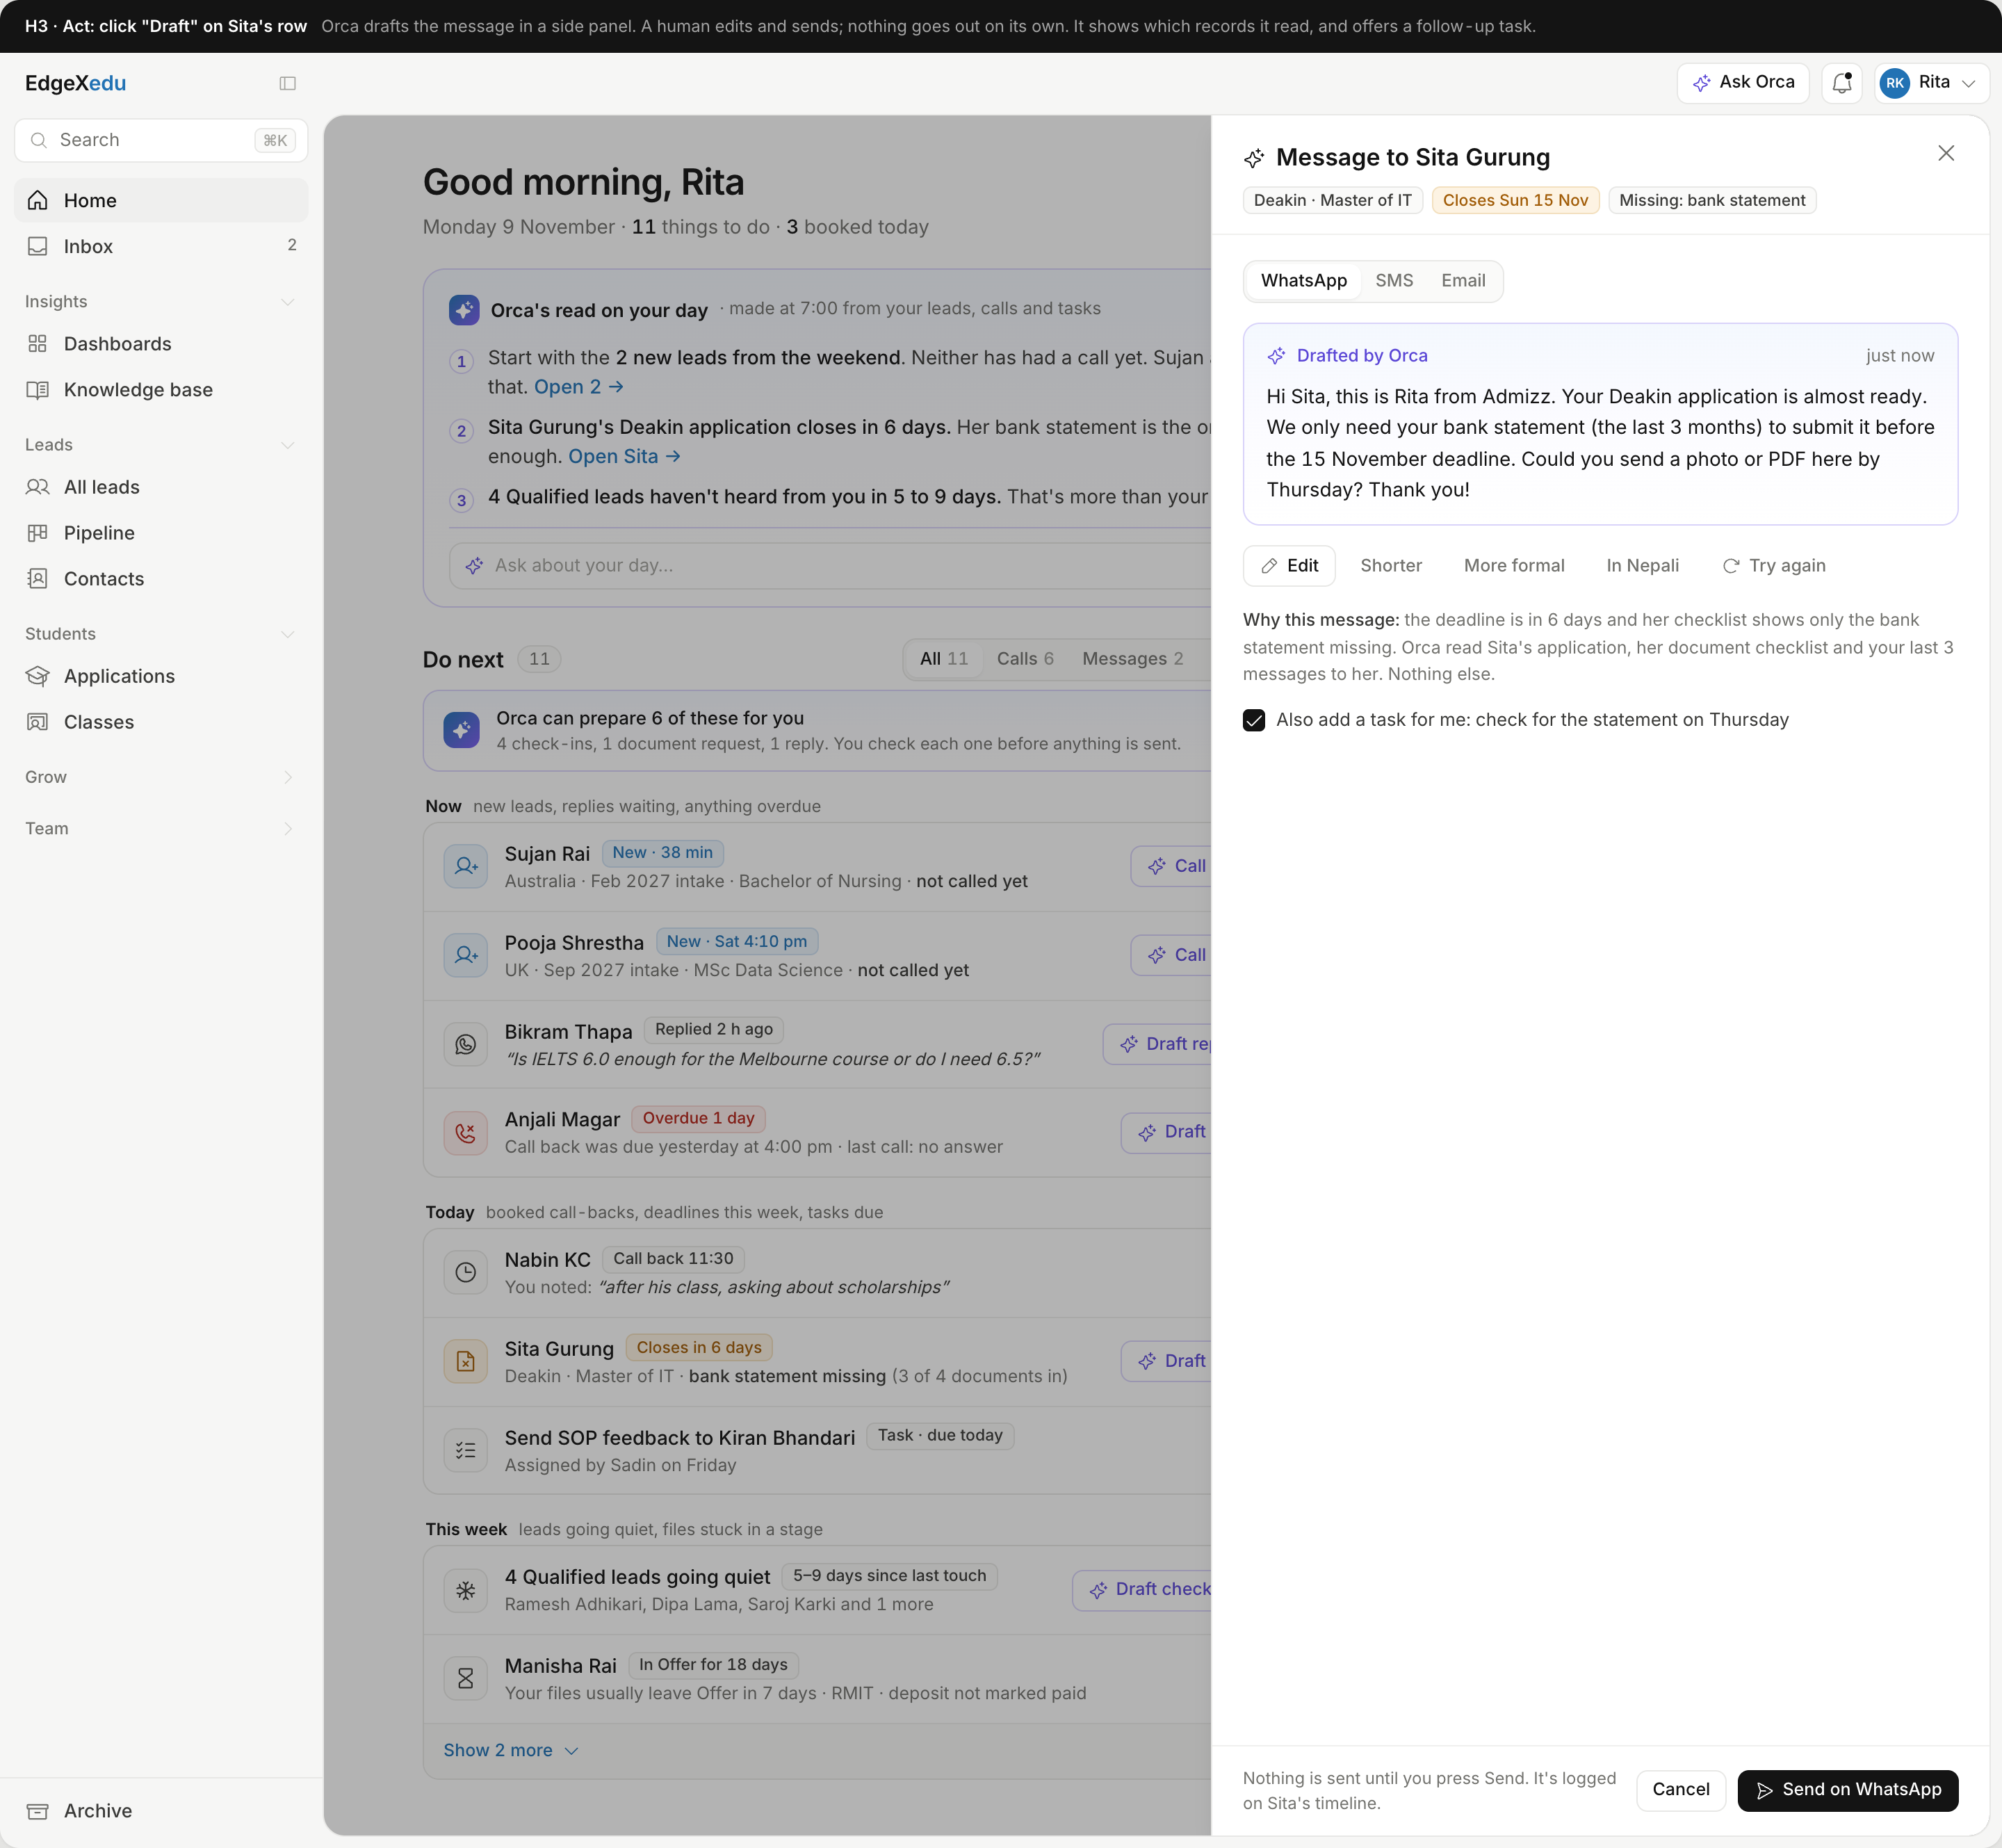 H3 · Act: click "Draft" on Sita's row Orca drafts the message in a side panel. A human edits and sends; nothing goes out on its own. It shows which records it read, and offers a follow-up task.
EdgeXedu
Ask Orca
RK Rita
Search ⌘K
Home
Inbox 2
Insights
Dashboards
Knowledge base
Leads
All leads
Pipeline
Contacts
Students
Applications
Classes
Grow
Team
Archive
Good morning, Rita
Monday 9 November · 11 things to do · 3 booked today
Orca's read on your day · made at 7:00 from your leads, calls and tasks
1 Start with the 2 new leads from the weekend. Neither has had a call yet. Sujan
that. Open 2 →
2 Sita Gurung's Deakin application closes in 6 days. Her bank statement is the
enough. Open Sita →
3 4 Qualified leads haven't heard from you in 5 to 9 days. That's more than your
Ask about your day...
Do next 11
All 11 Calls 6 Messages 2
Orca can prepare 6 of these for you
4 check-ins, 1 document request, 1 reply. You check each one before anything is sent.
Now new leads, replies waiting, anything overdue
Sujan Rai New · 38 min
Australia · Feb 2027 intake · Bachelor of Nursing · not called yet
Call
Pooja Shrestha New · Sat 4:10 pm
UK · Sep 2027 intake · MSc Data Science · not called yet
Call
Bikram Thapa Replied 2 h ago
“Is IELTS 6.0 enough for the Melbourne course or do I need 6.5?”
Draft
Anjali Magar Overdue 1 day
Call back was due yesterday at 4:00 pm · last call: no answer
Draft
Today booked call-backs, deadlines this week, tasks due
Nabin KC Call back 11:30
You noted: “after his class, asking about scholarships”
Sita Gurung Closes in 6 days
Deakin · Master of IT · bank statement missing (3 of 4 documents in)
Draft
Send SOP feedback to Kiran Bhandari Task · due today
Assigned by Sadin on Friday
This week leads going quiet, files stuck in a stage
4 Qualified leads going quiet 5–9 days since last touch
Ramesh Adhikari, Dipa Lama, Saroj Karki and 1 more
Draft check
Manisha Rai In Offer for 18 days
Your files usually leave Offer in 7 days · RMIT · deposit not marked paid
Show 2 more
Message to Sita Gurung
Deakin · Master of IT Closes Sun 15 Nov Missing: bank statement
WhatsApp SMS Email
Drafted by Orca just now
Hi Sita, this is Rita from Admizz. Your Deakin application is almost ready.
We only need your bank statement (the last 3 months) to submit it before
the 15 November deadline. Could you send a photo or PDF here by
Thursday? Thank you!
Edit Shorter More formal In Nepali Try again
Why this message: the deadline is in 6 days and her checklist shows only the bank
statement missing. Orca read Sita's application, her document checklist and your last 3
messages to her. Nothing else.
Also add a task for me: check for the statement on Thursday
Nothing is sent until you press Send. It's logged
on Sita's timeline.
Cancel Send on WhatsApp